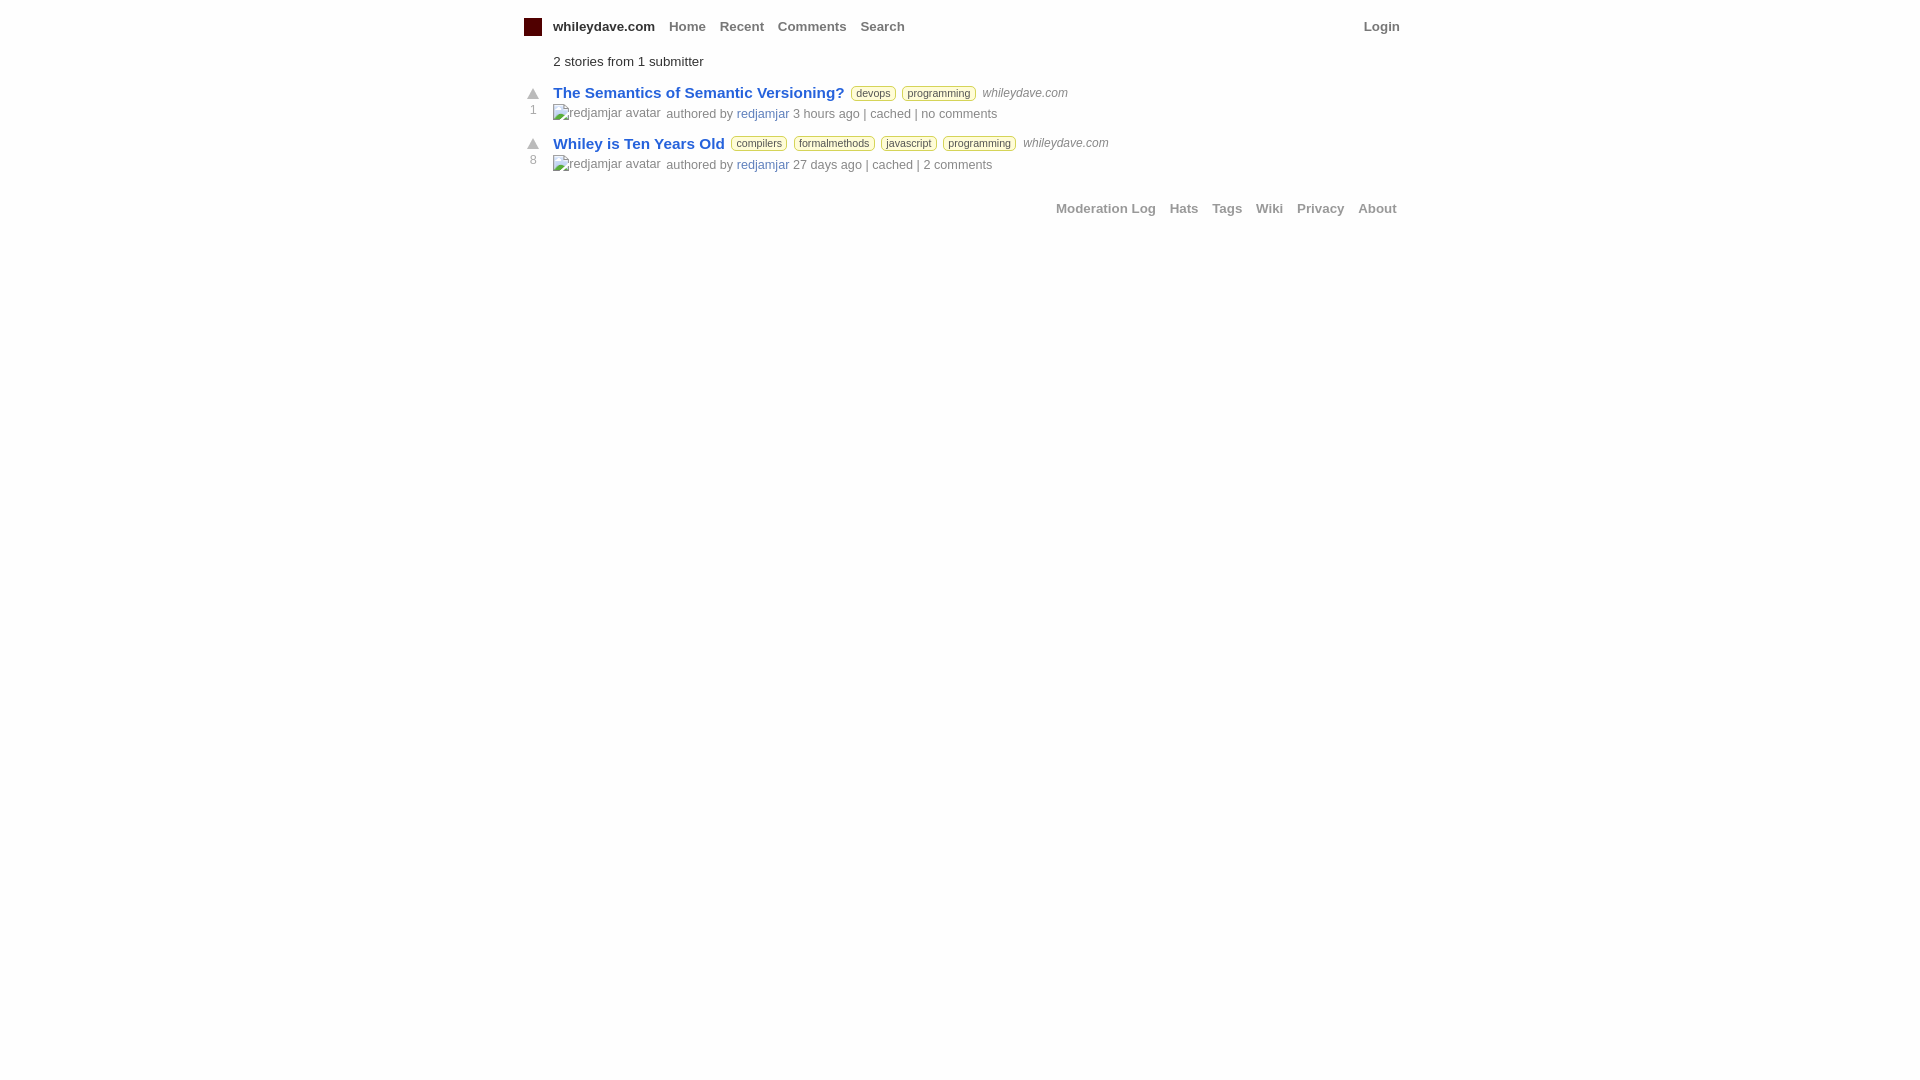 whileydave.com Home Recent Comments Search Login
2 stories from 1 submitter
The Semantics of Semantic Versioning? devops programming whileydave.com
1
redjamjar avatar authored by redjamjar 3 hours ago | cached | no comments
Whiley is Ten Years Old compilers formalmethods javascript programming whileydave.com
8
redjamjar avatar authored by redjamjar 27 days ago | cached | 2 comments
Moderation Log Hats Tags Wiki Privacy About